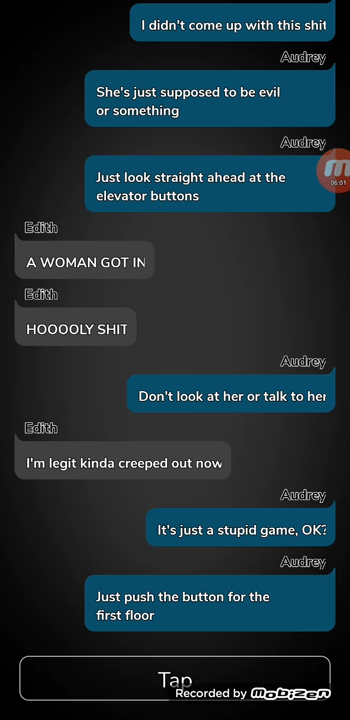 I didn't come up with this shit
Audrey
She's just supposed to be evil
or something
Audrey
Just look straight ahead at the
elevator buttons
06:01
Edith
A WOMAN GOT IN
Edith
HOOOOLY SHIT
Audrey
Don't look at her or talk to her
Edith
I'm legit kinda creeped out now
Audrey
It's just a stupid game, OK?
Audrey
Just push the button for the
first floor
Tap
Recorded by Mobizen